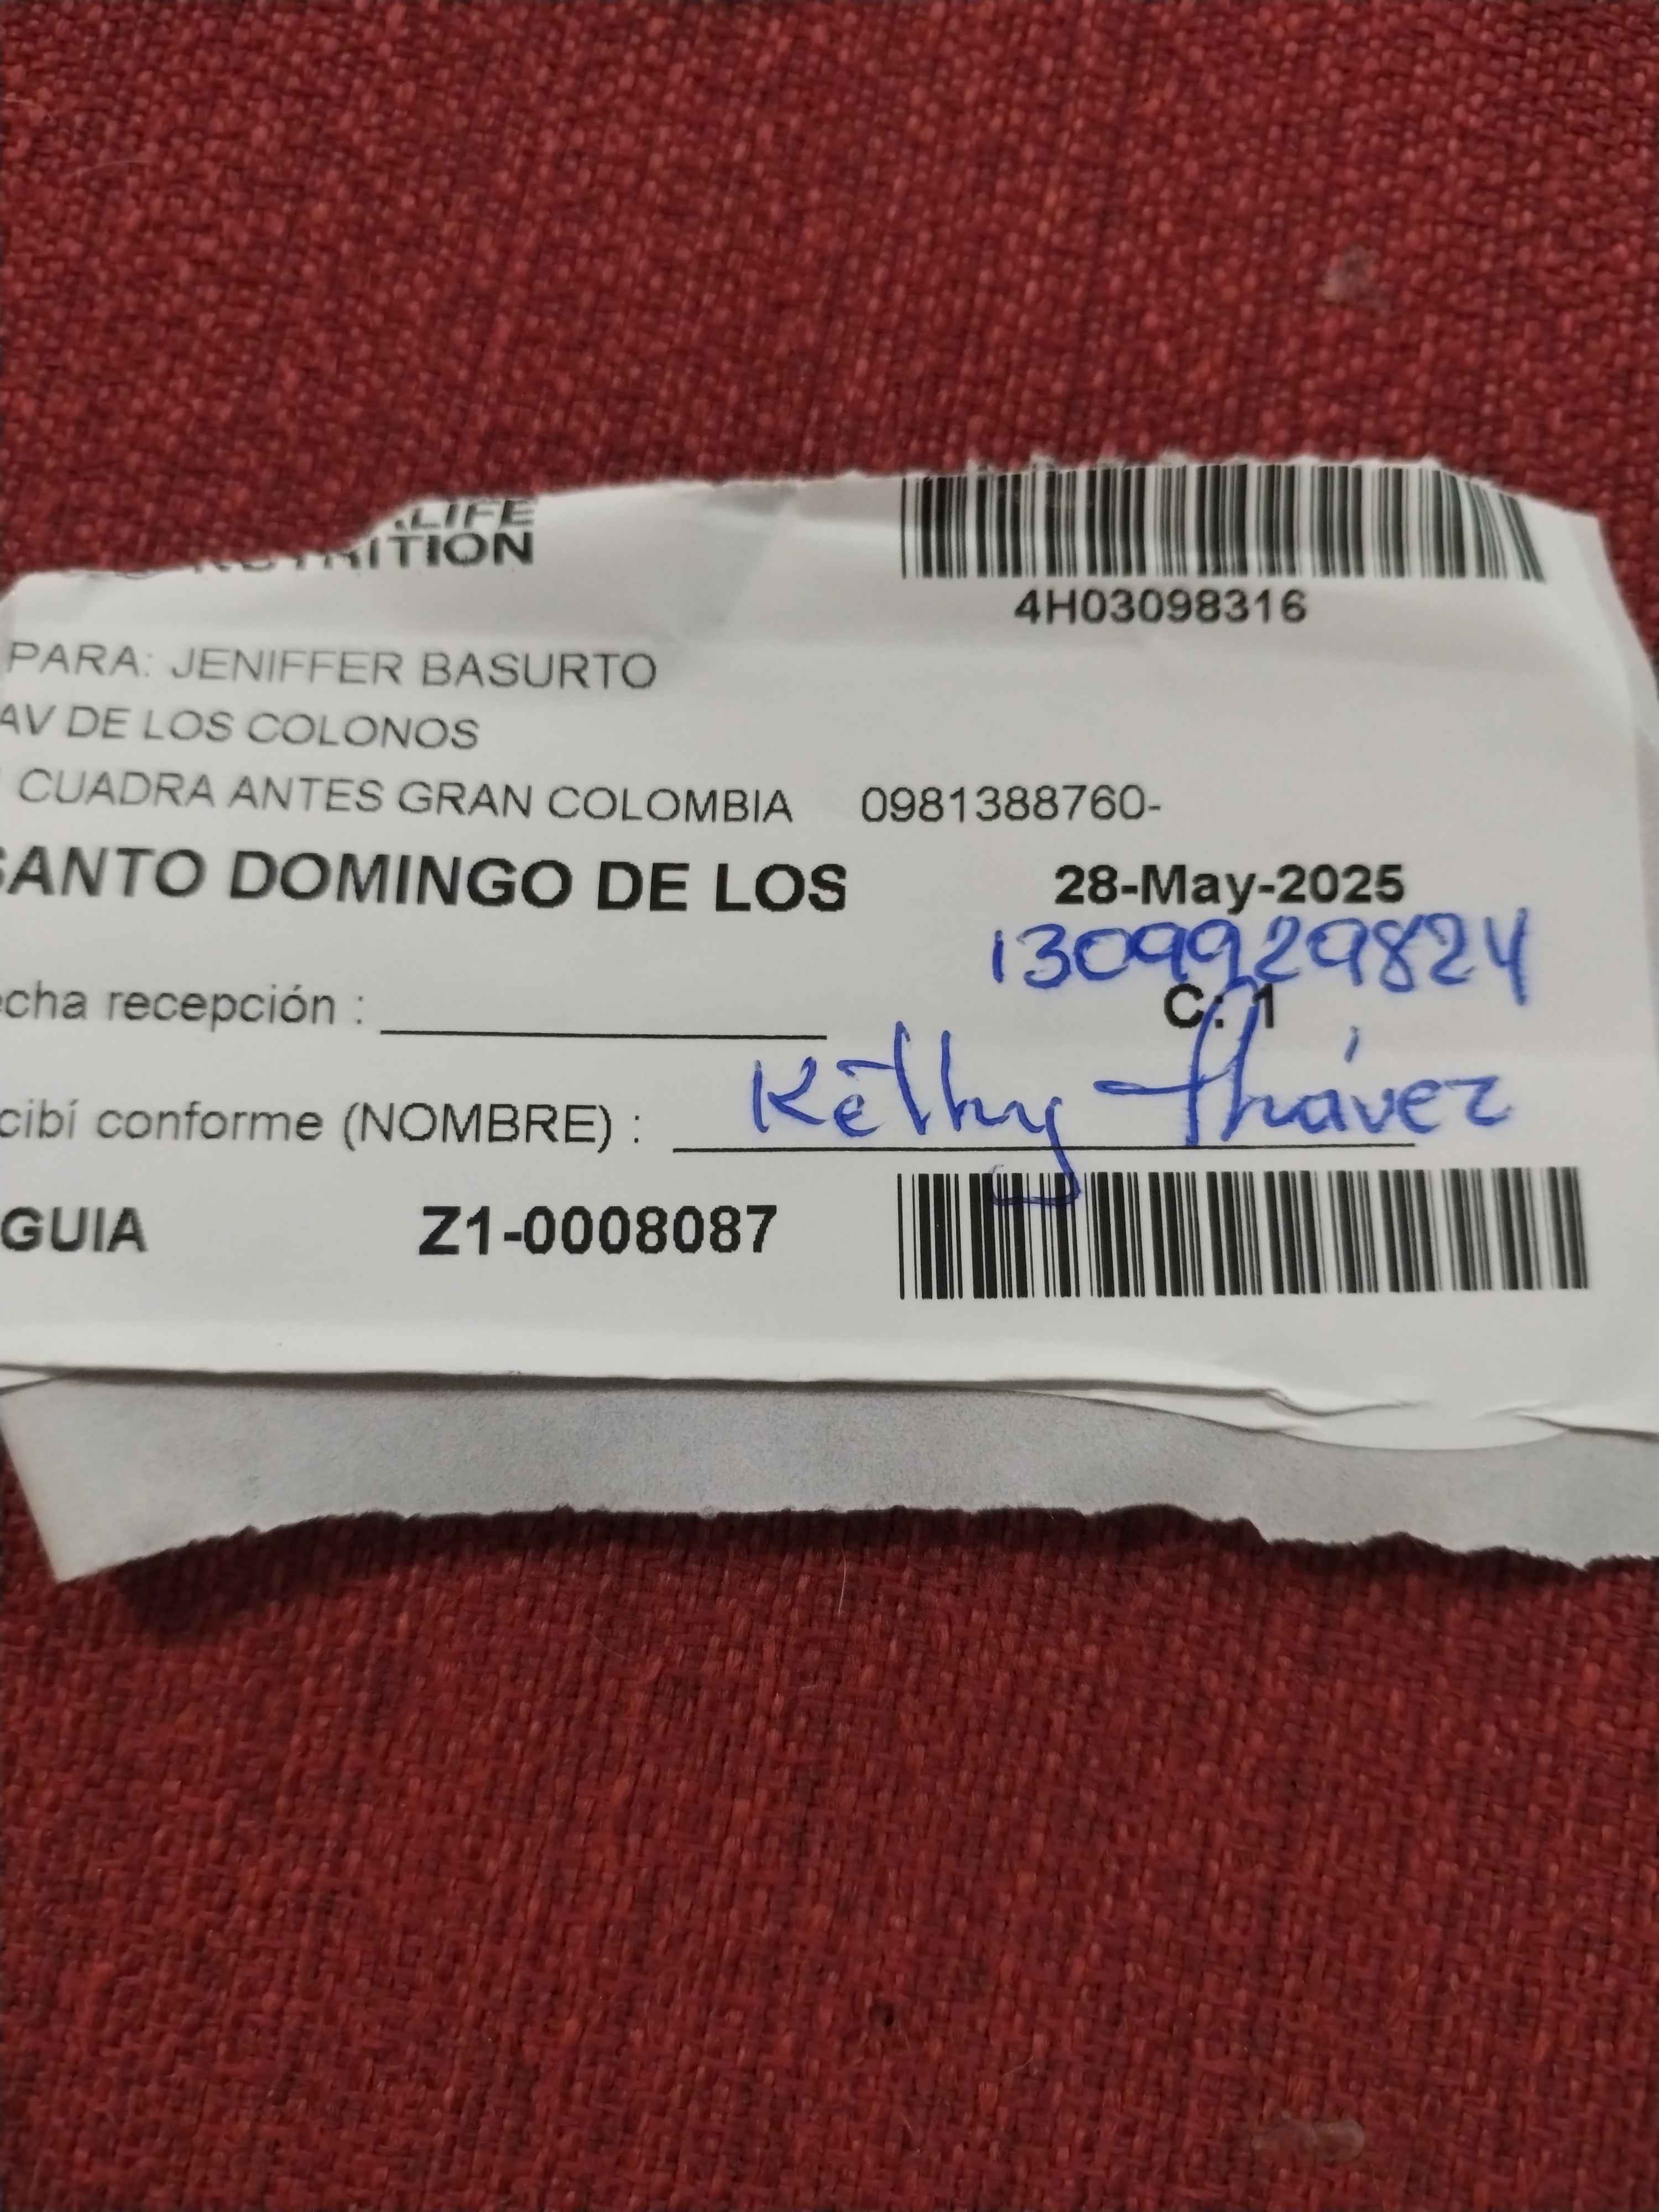 LIFE
NUTRITION
4H03098316
PARA: JENIFFER BASURTO
AV DE LOS COLONOS
CUADRA ANTES GRAN COLOMBIA 0981388760-
SANTO DOMINGO DE LOS 28-May-2025
1309929824
echa recepción : C: 1
cibí conforme (NOMBRE) : Kethy Chávez
GUIA Z1-0008087